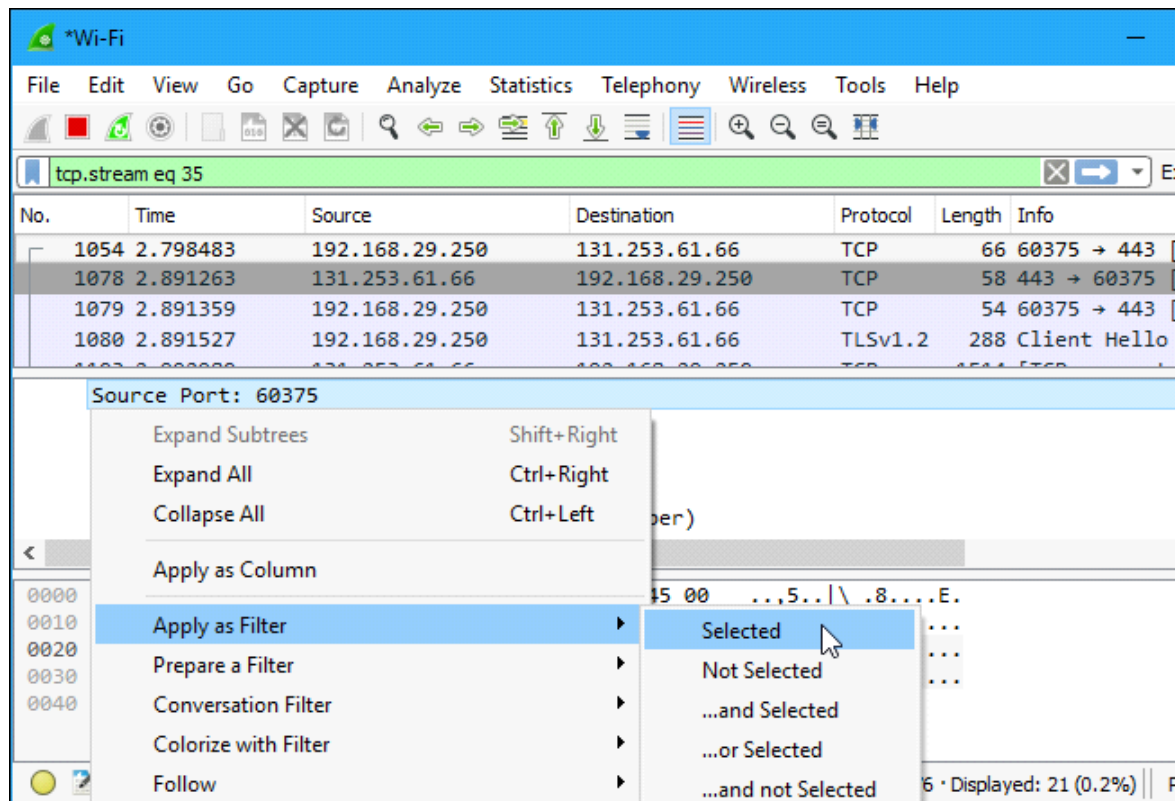 *Wi-Fi
File Edit View Go Capture Analyze Statistics Telephony Wireless Tools Help
tcp.stream eq 35
No. Time Source Destination Protocol Length Info
1054 2.798483 192.168.29.250 131.253.61.66 TCP 66 60375 → 443 [
1078 2.891263 131.253.61.66 192.168.29.250 TCP 58 443 → 60375 [
1079 2.891359 192.168.29.250 131.253.61.66 TCP 54 60375 → 443 [
1080 2.891527 192.168.29.250 131.253.61.66 TLSv1.2 288 Client Hello
Source Port: 60375
Expand Subtrees Shift+Right
Expand All Ctrl+Right
Collapse All Ctrl+Left
ber)
Apply as Column
0000 45 00 ..,5..|\ .8....E.
0010 ...
0020 ...
0030 ...
0040
Apply as Filter
Selected
Prepare a Filter
Not Selected
Conversation Filter
...and Selected
Colorize with Filter
...or Selected
Follow
...and not Selected
6 · Displayed: 21 (0.2%)